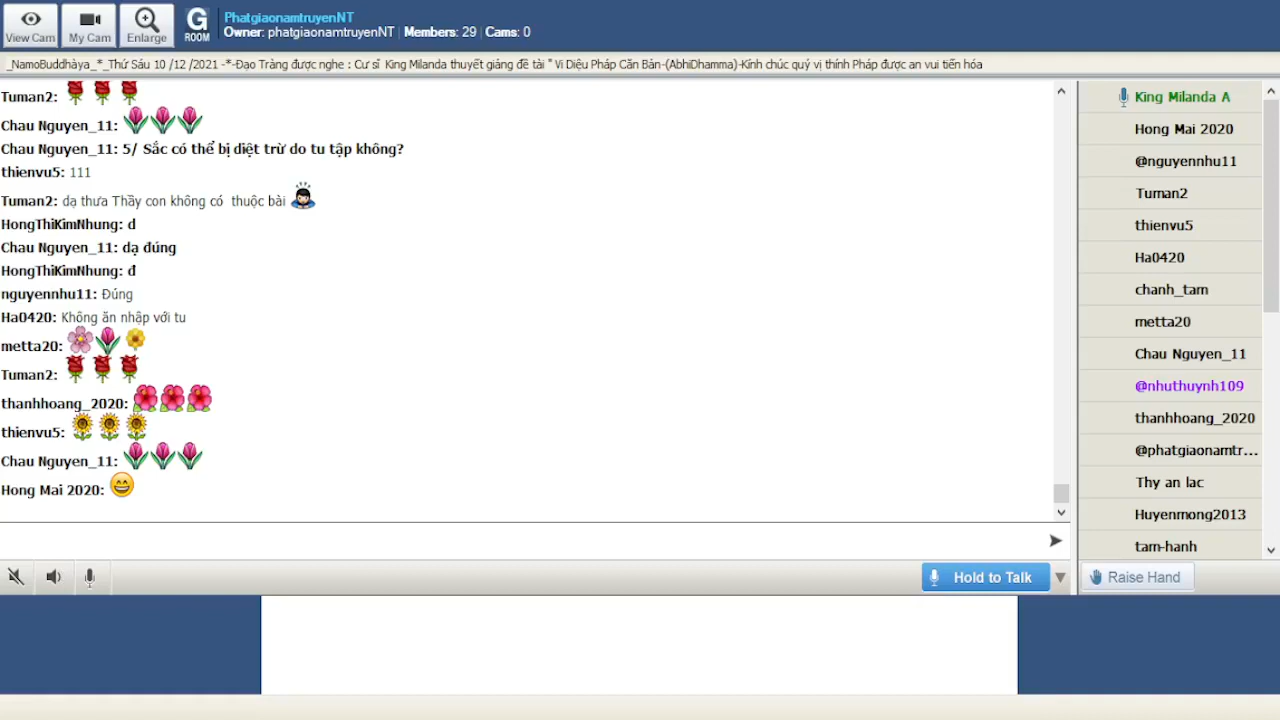 View Cam
My Cam
Enlarge
G
ROOM
PhatgiaonamtruyenNT
Owner: phatgiaonamtruyenNT | Members: 29 | Cams: 0
_NamoBuddhàya_*_Thứ Sáu 10 /12 /2021 -*-Đạo Tràng được nghe : Cư sĩ King Milanda thuyết giảng đề tài " Vi Diệu Pháp Căn Bản-(AbhiDhamma)-Kính chúc quý vị thính Pháp được an vui tiến hóa
Tuman2:
Chau Nguyen_11:
Chau Nguyen_11: 5/ Sắc có thể bị diệt trừ do tu tập không?
thienvu5: 111
Tuman2: dạ thưa Thầy con không có thuộc bài
HongThiKimNhung: d
Chau Nguyen_11: dạ đúng
HongThiKimNhung: đ
nguyennhu11: Đúng
Ha0420: Không ăn nhập với tu
metta20:
Tuman2:
thanhhoang_2020:
thienvu5:
Chau Nguyen_11:
Hong Mai 2020:
King Milanda A
Hong Mai 2020
@nguyennhu11
Tuman2
thienvu5
Ha0420
chanh_tam
metta20
Chau Nguyen_11
@nhuthuynh109
thanhhoang_2020
@phatgiaonamtr...
Thy an lac
Huyenmong2013
tam-hanh
Hold to Talk
Raise Hand